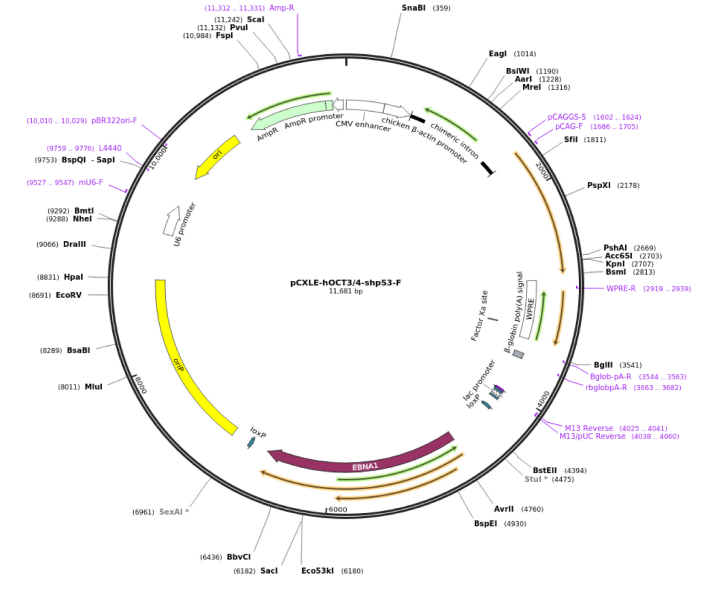 (11,312 .. 11,331) Amp-R
(11,242) ScaI
(11,132) PvuI
(10,984) FspI
SnaBI (359)
EagI (1014)
BsiWI (1190)
AarI (1228)
MreI (1316)
pCAGGS-5 (1602 .. 1624)
pCAG-F (1686 .. 1705)
SfiI (1811)
PspXI (2178)
PshAI (2669)
Acc65I (2703)
KpnI (2707)
BsmI (2813)
WPRE-R (2919 .. 2939)
BglII (3541)
Bglob-pA-R (3544 .. 3563)
rbglobpA-R (3663 .. 3682)
M13 Reverse (4025 .. 4041)
M13/pUC Reverse (4038 .. 4060)
BstEII (4394)
StuI * (4475)
AvrII (4760)
BspEI (4930)
Eco53kI (6180)
(6182) SacI
(6436) BbvCI
(6961) SexAI *
(8011) MluI
(8289) BsaBI
(8691) EcoRV
(8831) HpaI
(9066) DraIII
(9288) NheI
(9292) BmtI
(9527 .. 9547) mU6-F
(9753) BspQI - SapI
(9759 .. 9776) L4440
(10,010 .. 10,029) pBR322ori-F
2000
4000
6000
8000
10,000
AmpR
AmpR promoter
CMV enhancer
chicken β-actin promoter
chimeric intron
WPRE
Factor Xa site
β-globin poly(A) signal
lac promoter
loxP
EBNA1
loxP
oriP
U6 promoter
ori
pCXLE-hOCT3/4-shp53-F
11,681 bp